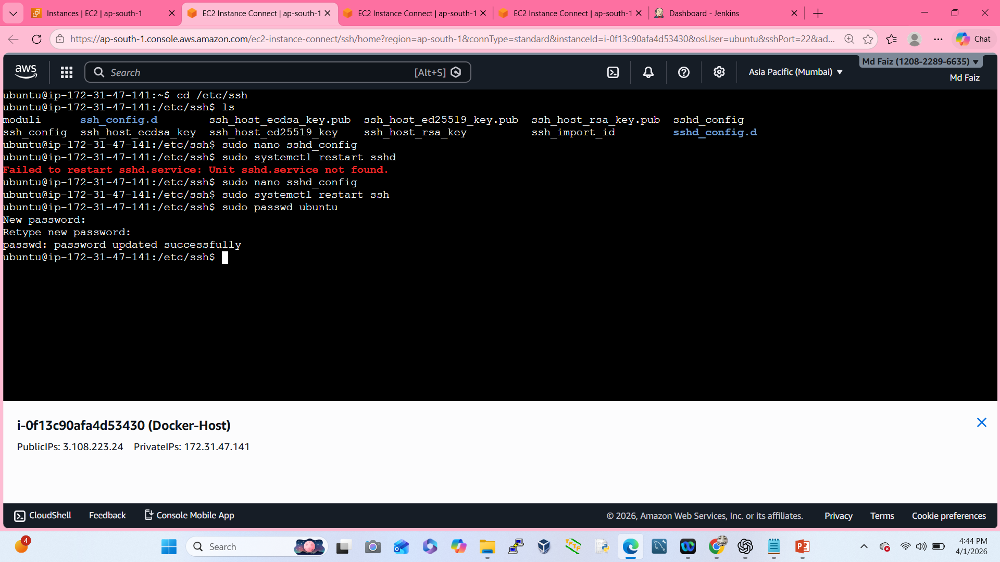 Instances | EC2 | ap-south-1
EC2 Instance Connect | ap-south-1
EC2 Instance Connect | ap-south-1
EC2 Instance Connect | ap-south-1
Dashboard - Jenkins
https://ap-south-1.console.aws.amazon.com/ec2-instance-connect/ssh/home?region=ap-south-1&connType=standard&instanceId=i-0f13c90afa4d53430&osUser=ubuntu&sshPort=22&ad...
Chat
aws
Search
[Alt+S]
Asia Pacific (Mumbai)
Md Faiz (1208-2289-6635)
Md Faiz
ubuntu@ip-172-31-47-141:~$ cd /etc/ssh
ubuntu@ip-172-31-47-141:/etc/ssh$ ls
moduli ssh_config.d ssh_host_ecdsa_key.pub ssh_host_ed25519_key.pub ssh_host_rsa_key.pub sshd_config
ssh_config ssh_host_ecdsa_key ssh_host_ed25519_key ssh_host_rsa_key ssh_import_id sshd_config.d
ubuntu@ip-172-31-47-141:/etc/ssh$ sudo nano sshd_config
ubuntu@ip-172-31-47-141:/etc/ssh$ sudo systemctl restart sshd
Failed to restart sshd.service: Unit sshd.service not found.
ubuntu@ip-172-31-47-141:/etc/ssh$ sudo nano sshd_config
ubuntu@ip-172-31-47-141:/etc/ssh$ sudo systemctl restart ssh
ubuntu@ip-172-31-47-141:/etc/ssh$ sudo passwd ubuntu
New password:
Retype new password:
passwd: password updated successfully
ubuntu@ip-172-31-47-141:/etc/ssh$
i-0f13c90afa4d53430 (Docker-Host)
PublicIPs: 3.108.223.24 PrivateIPs: 172.31.47.141
CloudShell
Feedback
Console Mobile App
© 2026, Amazon Web Services, Inc. or its affiliates.
Privacy
Terms
Cookie preferences
4
Search
TFTP
4:44 PM
4/1/2026